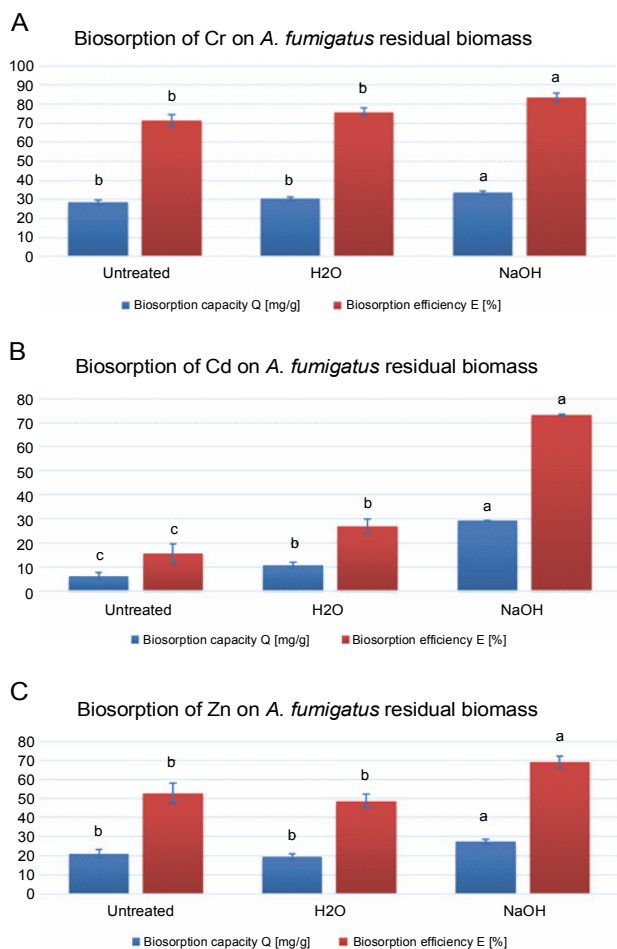 A
Biosorption of Cr on A. fumigatus residual biomass
100
90
80
70
60
50
40
30
20
10
0
b
b
b
b
a
a
Untreated
H2O
NaOH
Biosorption capacity Q [mg/g]
Biosorption efficiency E [%]
B
Biosorption of Cd on A. fumigatus residual biomass
80
70
60
50
40
30
20
10
0
c
c
b
b
a
a
Untreated
H2O
NaOH
Biosorption capacity Q [mg/g]
Biosorption efficiency E [%]
C
Biosorption of Zn on A. fumigatus residual biomass
80
70
60
50
40
30
20
10
0
b
b
b
b
a
a
Untreated
H2O
NaOH
Biosorption capacity Q [mg/g]
Biosorption efficiency E [%]